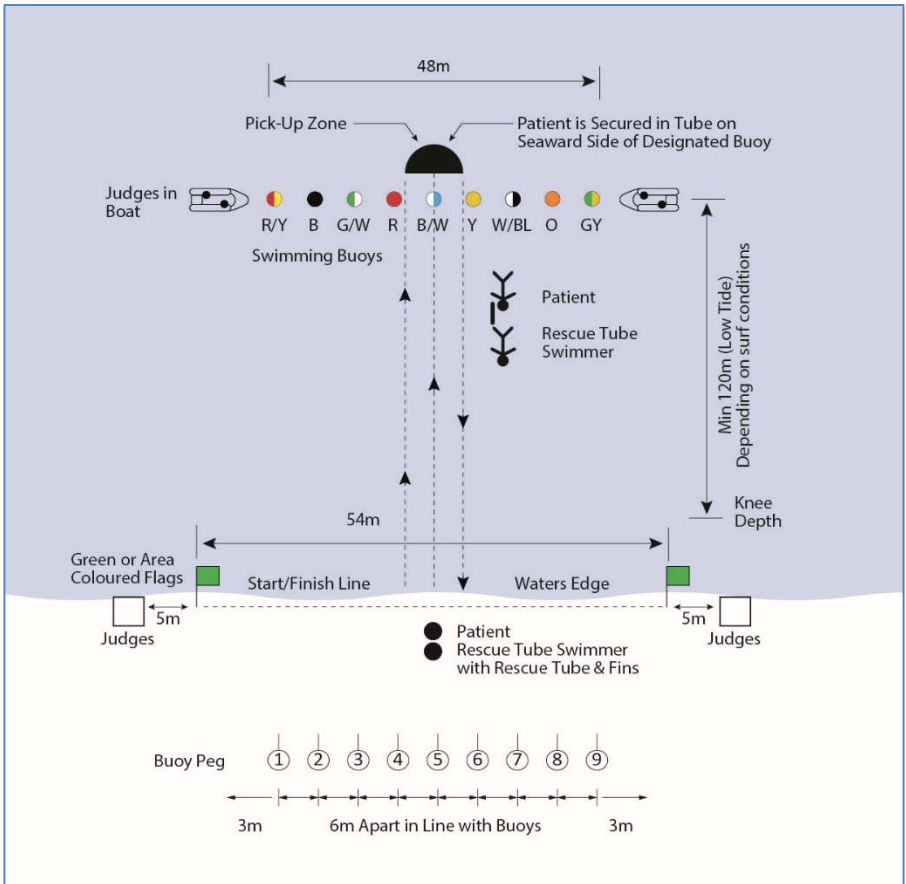 48m
Pick-Up Zone
Patient is Secured in Tube on
Seaward Side of Designated Buoy
Judges in
Boat
R/Y B G/W R B/W Y W/BL O GY
Swimming Buoys
Patient
Rescue Tube
Swimmer
Min 120m (Low Tide)
Depending on surf conditions
Knee
Depth
54m
Green or Area
Coloured Flags
Start/Finish Line
Waters Edge
5m
5m
Judges
Judges
Patient
Rescue Tube Swimmer
with Rescue Tube & Fins
Buoy Peg
1 2 3 4 5 6 7 8 9
3m
6m Apart in Line with Buoys
3m